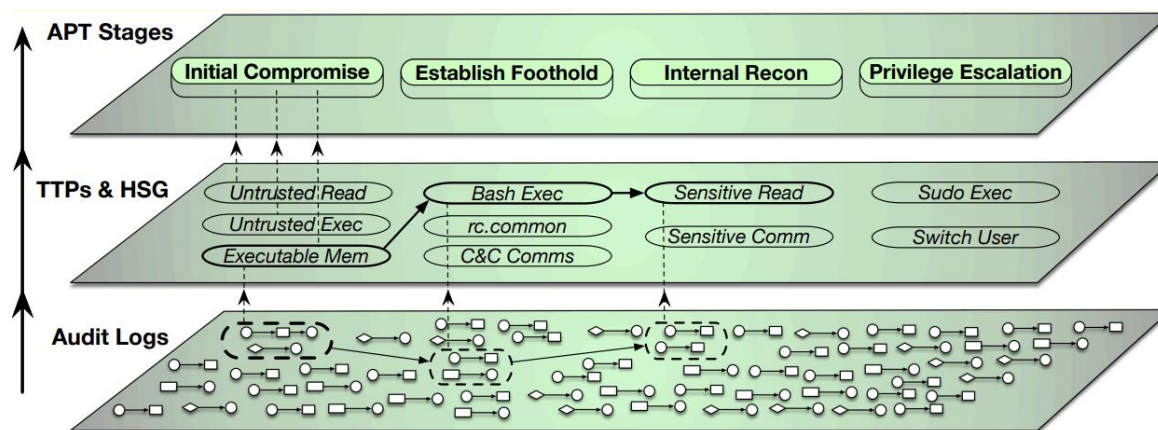 APT Stages
Initial Compromise
Establish Foothold
Internal Recon
Privilege Escalation
TTPs & HSG
Untrusted Read
Bash Exec
Sensitive Read
Sudo Exec
Untrusted Exec
rc.common
Sensitive Comm
Switch User
Executable Mem
C&C Comms
Audit Logs